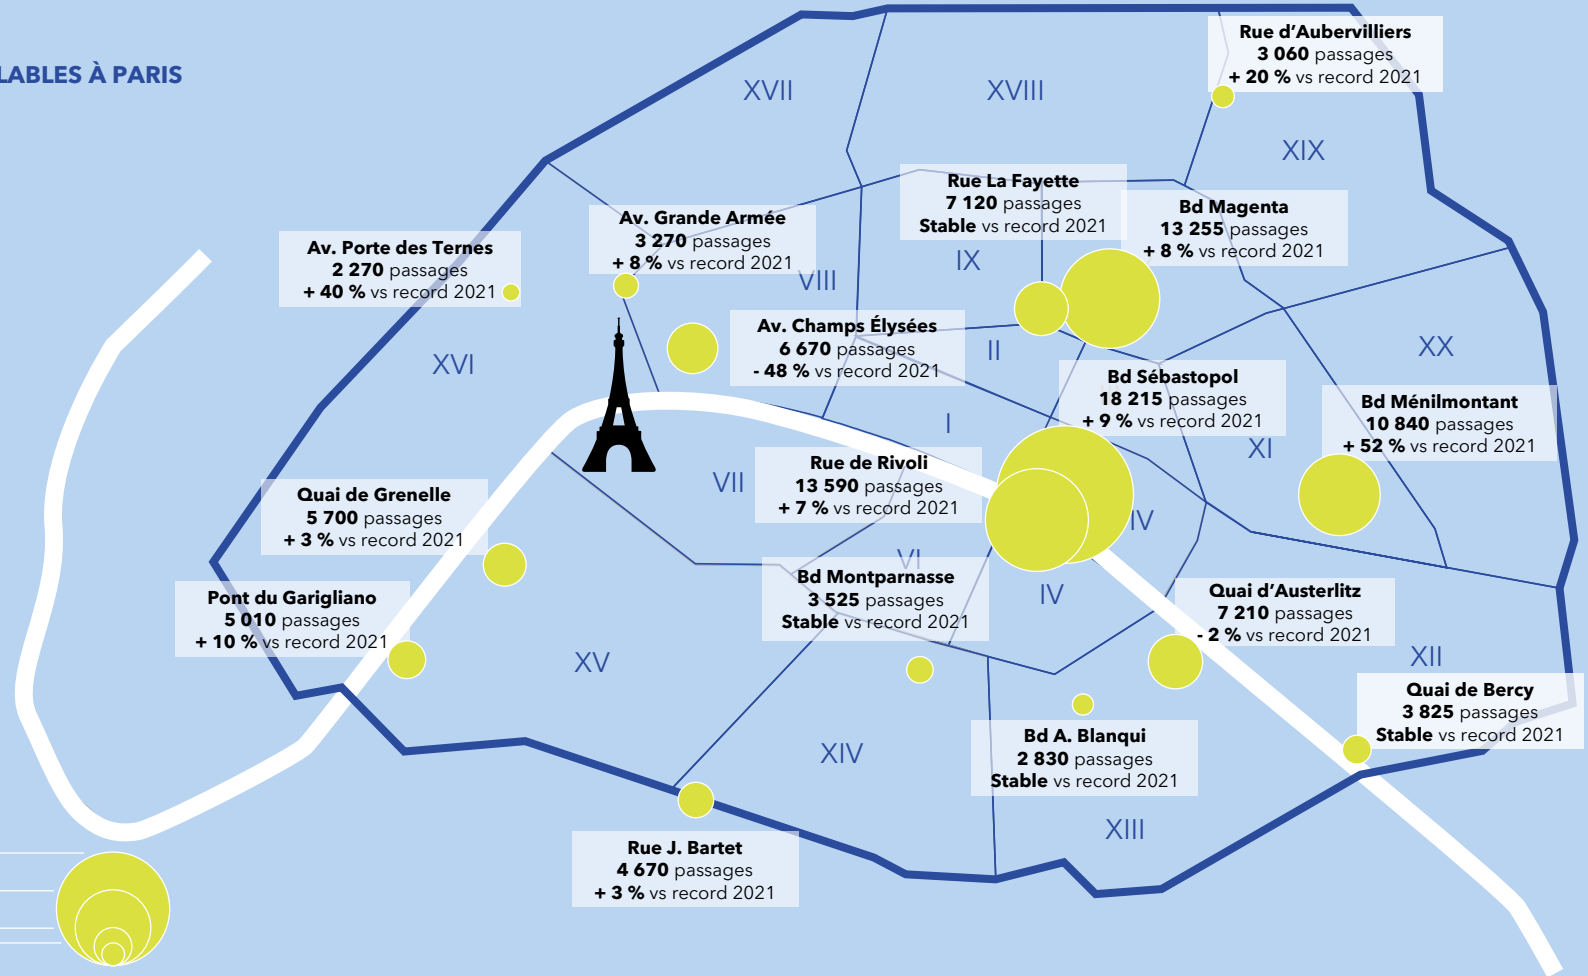 LABLES À PARIS
Rue d'Aubervilliers
3 060 passages
+ 20 % vs record 2021
XVII
XVIII
XIX
Rue La Fayette
7 120 passages
Stable vs record 2021
Bd Magenta
13 255 passages
+ 8 % vs record 2021
Av. Grande Armée
3 270 passages
+ 8 % vs record 2021
Av. Porte des Ternes
2 270 passages
+ 40 % vs record 2021
VIII
IX
Av. Champs Élysées
6 670 passages
- 48 % vs record 2021
II
XVI
XX
Bd Sébastopol
18 215 passages
+ 9 % vs record 2021
Bd Ménilmontant
10 840 passages
+ 52 % vs record 2021
I
XI
Rue de Rivoli
13 590 passages
+ 7 % vs record 2021
VII
Quai de Grenelle
5 700 passages
+ 3 % vs record 2021
IV
VI
Bd Montparnasse
3 525 passages
Stable vs record 2021
IV
Quai d'Austerlitz
7 210 passages
- 2 % vs record 2021
Pont du Garigliano
5 010 passages
+ 10 % vs record 2021
XV
XII
Quai de Bercy
3 825 passages
Stable vs record 2021
Bd A. Blanqui
2 830 passages
Stable vs record 2021
XIV
XIII
Rue J. Bartet
4 670 passages
+ 3 % vs record 2021